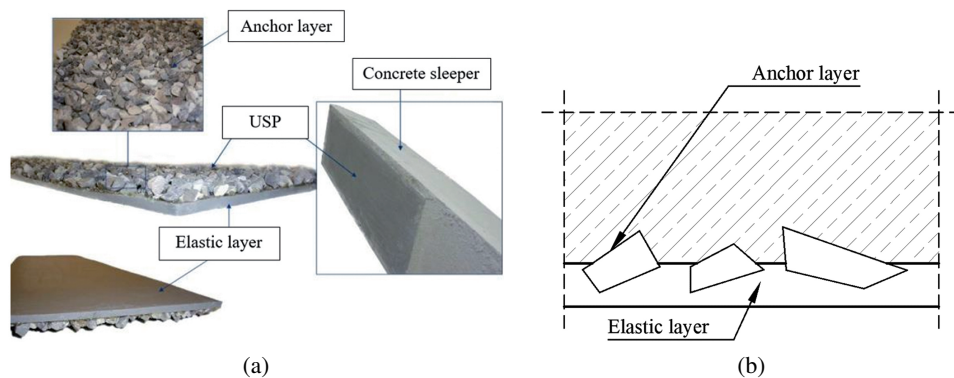 Anchor layer
Concrete sleeper
USP
Elastic layer
(a)
Anchor layer
Elastic layer
(b)